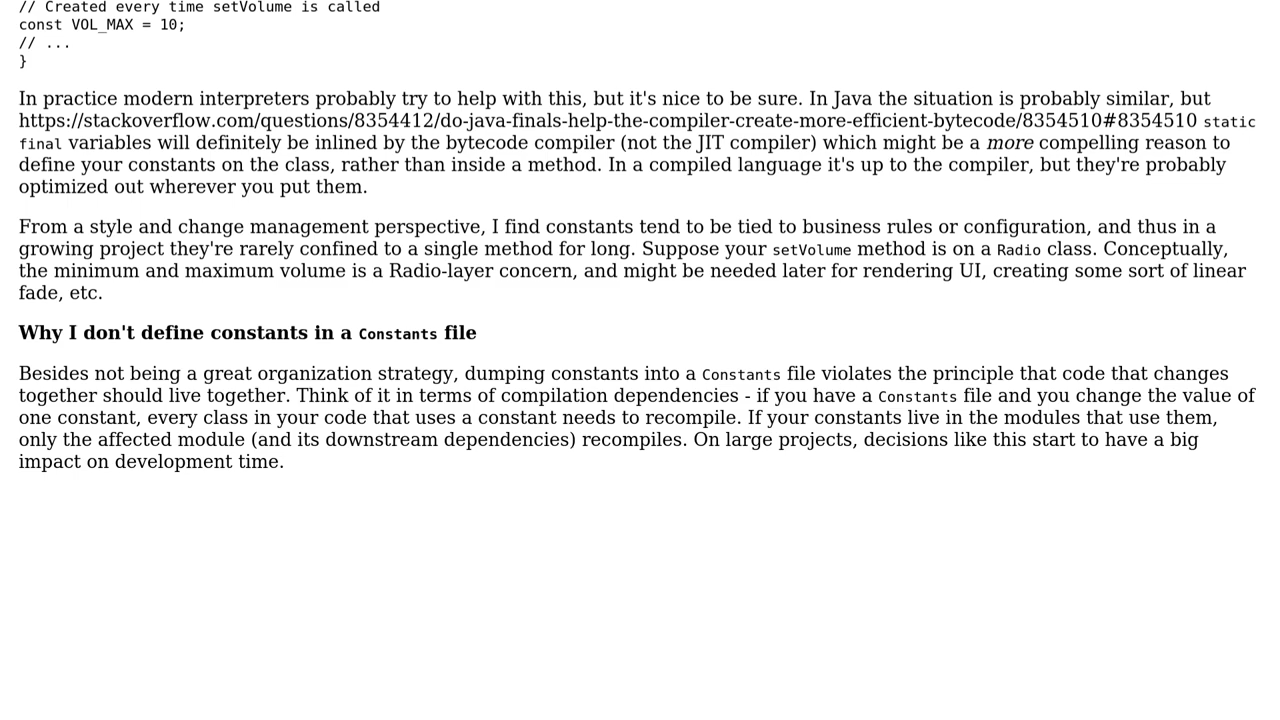 // Created every time setVolume is called
const VOL_MAX = 10;
// ...
}
In practice modern interpreters probably try to help with this, but it's nice to be sure. In Java the situation is probably similar, but
https://stackoverflow.com/questions/8354412/do-java-finals-help-the-compiler-create-more-efficient-bytecode/8354510#8354510 static
final variables will definitely be inlined by the bytecode compiler (not the JIT compiler) which might be a more compelling reason to
define your constants on the class, rather than inside a method. In a compiled language it's up to the compiler, but they're probably
optimized out wherever you put them.
From a style and change management perspective, I find constants tend to be tied to business rules or configuration, and thus in a
growing project they're rarely confined to a single method for long. Suppose your setVolume method is on a Radio class. Conceptually,
the minimum and maximum volume is a Radio-layer concern, and might be needed later for rendering UI, creating some sort of linear
fade, etc.
Why I don't define constants in a Constants file
Besides not being a great organization strategy, dumping constants into a Constants file violates the principle that code that changes
together should live together. Think of it in terms of compilation dependencies - if you have a Constants file and you change the value of
one constant, every class in your code that uses a constant needs to recompile. If your constants live in the modules that use them,
only the affected module (and its downstream dependencies) recompiles. On large projects, decisions like this start to have a big
impact on development time.